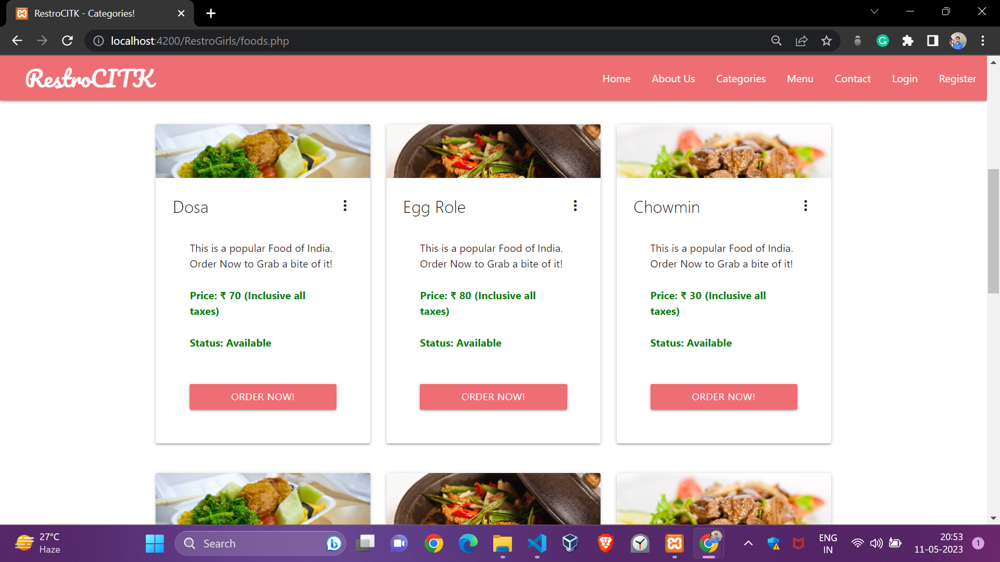 RestroCITK - Categories!
localhost:4200/RestroGirls/foods.php
RestroCITK
Home About Us Categories Menu Contact Login Register
Dosa
This is a popular Food of India.
Order Now to Grab a bite of it!
Price: ₹ 70 (Inclusive all
taxes)
Status: Available
ORDER NOW!
Egg Role
This is a popular Food of India.
Order Now to Grab a bite of it!
Price: ₹ 80 (Inclusive all
taxes)
Status: Available
ORDER NOW!
Chowmin
This is a popular Food of India.
Order Now to Grab a bite of it!
Price: ₹ 30 (Inclusive all
taxes)
Status: Available
ORDER NOW!
27°C
Haze
Search
ENG
IN
20:53
11-05-2023
1